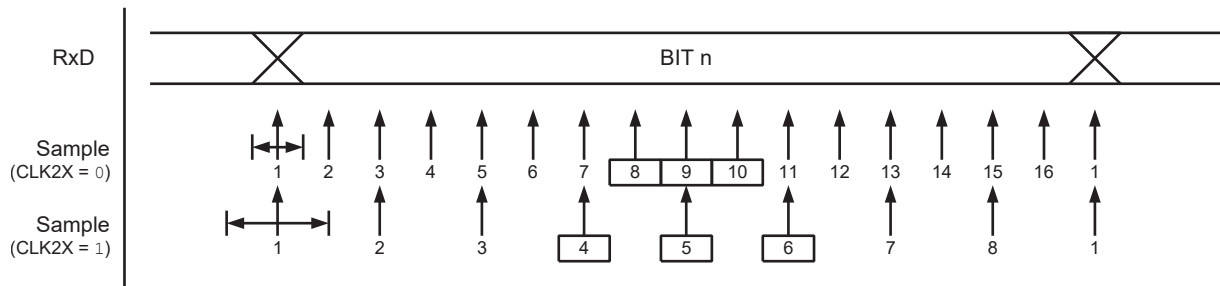 RxD BIT n
Sample
(CLK2X = 0) 1 2 3 4 5 6 7 8 9 10 11 12 13 14 15 16 1
Sample
(CLK2X = 1) 1 2 3 4 5 6 7 8 1